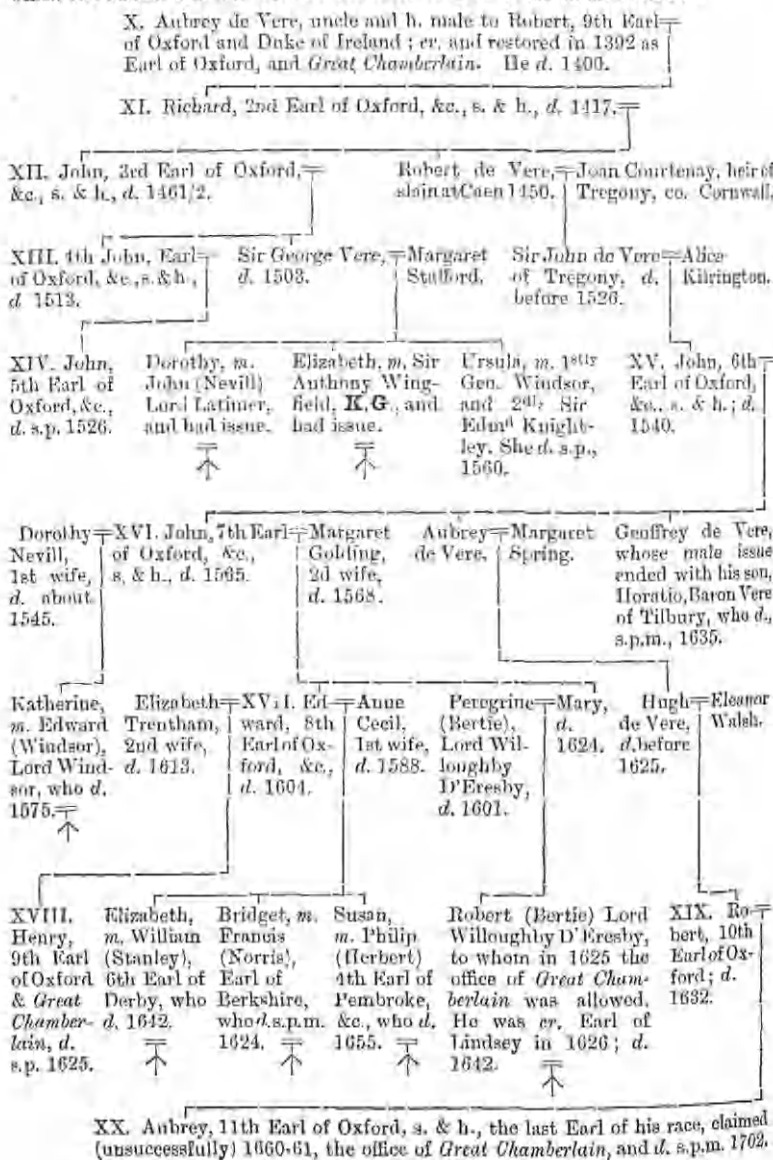 X. Aubrey de Vere, uncle and h. male to Robert, 9th Earl
of Oxford and Duke of Ireland; cr. and restored in 1392 as
Earl of Oxford, and Great Chamberlain. He d. 1400.
XI. Richard, 2nd Earl of Oxford, &c., s. & h., d. 1417.
XII. John, 3rd Earl of Oxford,
&c., s. & h., d. 1461/2.
Robert de Vere,
slain at Caen 1450.
Joan Courtenay, heir of
Tregony, co. Cornwall.
XIII. 4th John, Earl
of Oxford, &c., s. & h.,
d 1513.
Sir George Vere,
d. 1503.
Margaret
Stafford.
Sir John de Vere
of Tregony, d.
before 1526.
Alice
Kilrington.
XIV. John,
5th Earl of
Oxford, &c.,
d. s.p. 1526.
Dorothy, m.
John (Nevill)
Lord Latimer,
and had issue.
Elizabeth, m. Sir
Anthony Wing-
field, K.G., and
had issue.
Ursula, m. 1stly
Geo. Windsor,
and 2dly Sir
Edmd Knight-
ley. She d. s.p.,
1560.
XV. John, 6th
Earl of Oxford,
&c., s. & h.; d.
1540.
Dorothy
Nevill,
1st wife,
d. about
1545.
XVI. John, 7th Earl
of Oxford, &c.,
s. & h., d. 1565.
Margaret
Golding,
2d wife,
d. 1568.
Aubrey
de Vere.
Margaret
Spring.
Geoffrey de Vere,
whose male issue
ended with his son,
Horatio, Baron Vere
of Tilbury, who d.,
s.p.m., 1635.
Katherine,
m. Edward
(Windsor),
Lord Wind-
sor, who d.
1575.
Elizabeth
Trentham,
2nd wife,
d. 1613.
XVII. Ed-
ward, 8th
Earl of Ox-
ford, &c.,
d. 1604.
Anne
Cecil,
1st wife,
d. 1588.
Peregrine
(Bertie),
Lord Wil-
loughby
D'Eresby,
d. 1601.
Mary,
d.
1624.
Hugh
de Vere,
d. before
1625.
Eleanor
Walsh.
XVIII.
Henry,
9th Earl
of Oxford
& Great
Chamber-
lain, d.
s.p. 1625.
Elizabeth,
m. William
(Stanley),
6th Earl of
Derby, who
d. 1642.
Bridget, m.
Francis
(Norris),
Earl of
Berkshire,
who d. s.p.m.
1624.
Susan,
m. Philip
(Herbert)
4th Earl of
Pembroke,
&c., who d.
1655.
Robert (Bertie) Lord
Willoughby D'Eresby,
to whom in 1625 the
office of Great Cham-
berlain was allowed.
He was cr. Earl of
Lindsey in 1626; d.
1642.
XIX. Ro-
bert, 10th
Earl of Ox-
ford; d.
1632.
XX. Aubrey, 11th Earl of Oxford, s. & h., the last Earl of his race, claimed
(unsuccessfully) 1660-61, the office of Great Chamberlain, and d. s.p.m. 1702.